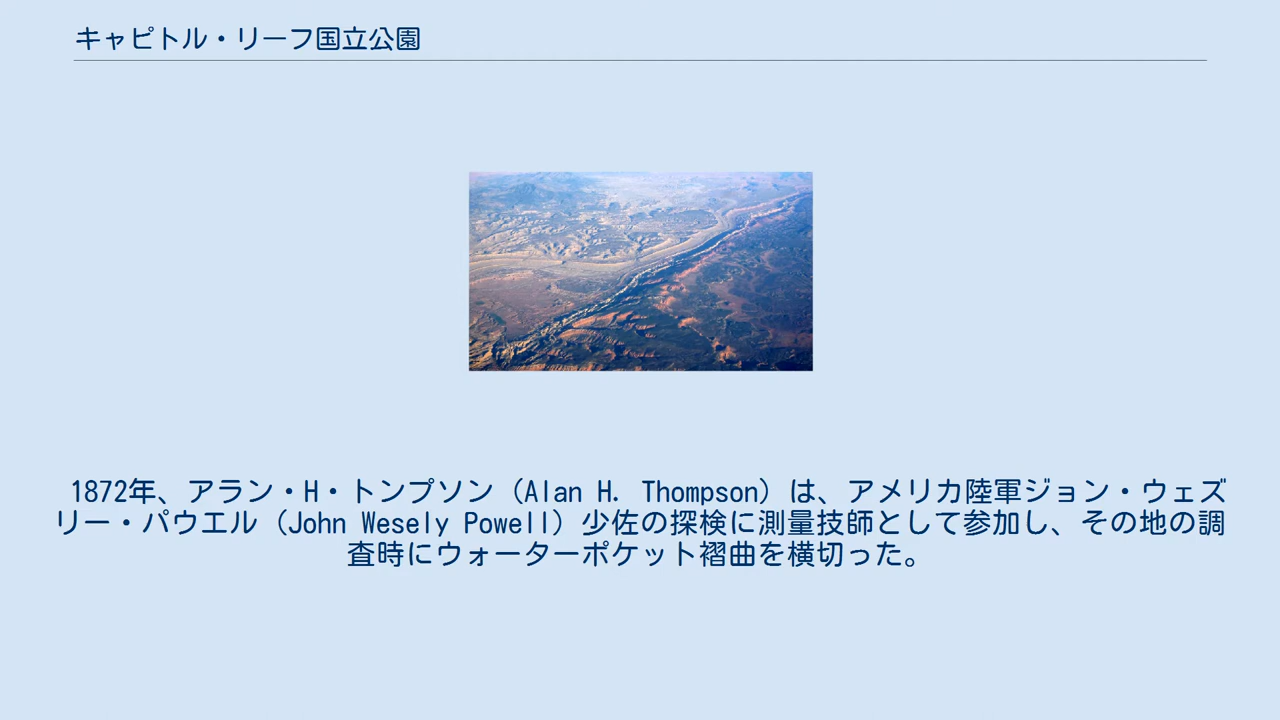 キャピトル・リーフ国立公園
1872年、アラン・H・トンプソン（Alan H. Thompson）は、アメリカ陸軍ジョン・ウェズ
リー・パウエル（John Wesely Powell）少佐の探検に測量技師として参加し、その地の調
査時にウォーターポケット褶曲を横切った。